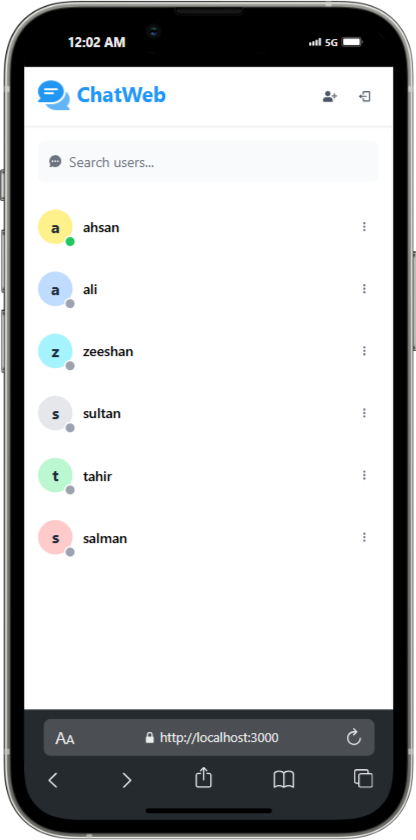 12:02 AM 5G
ChatWeb
Search users...
a ahsan
a ali
z zeeshan
s sultan
t tahir
s salman
AA http://localhost:3000